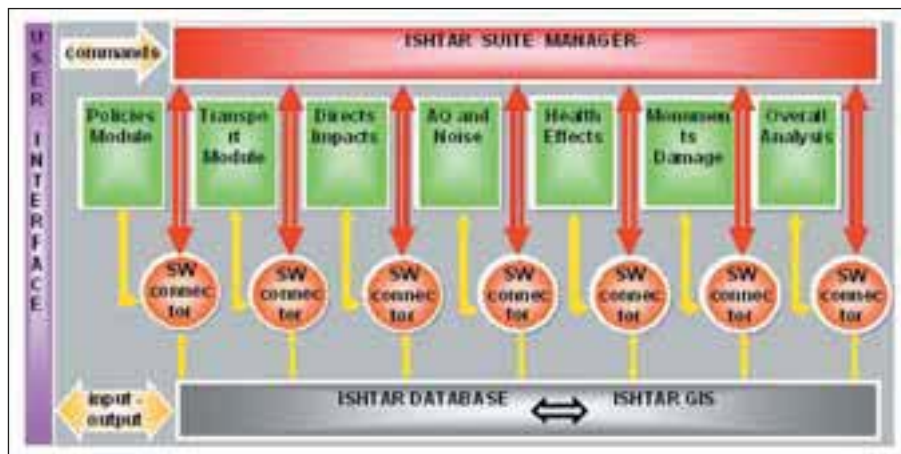 USER INTERFACE
commands
ISHTAR SUITE MANAGER
Policies
Module
Transpo
rt
Module
Directs
Impacts
AQ and
Noise
Health
Effects
Monumen
ts
Damage
Overall
Analysis
SW
connec
tor
SW
connec
tor
SW
connec
tor
SW
connec
tor
SW
connec
tor
SW
connec
tor
SW
connec
tor
input -
output
ISHTAR DATABASE
ISHTAR GIS